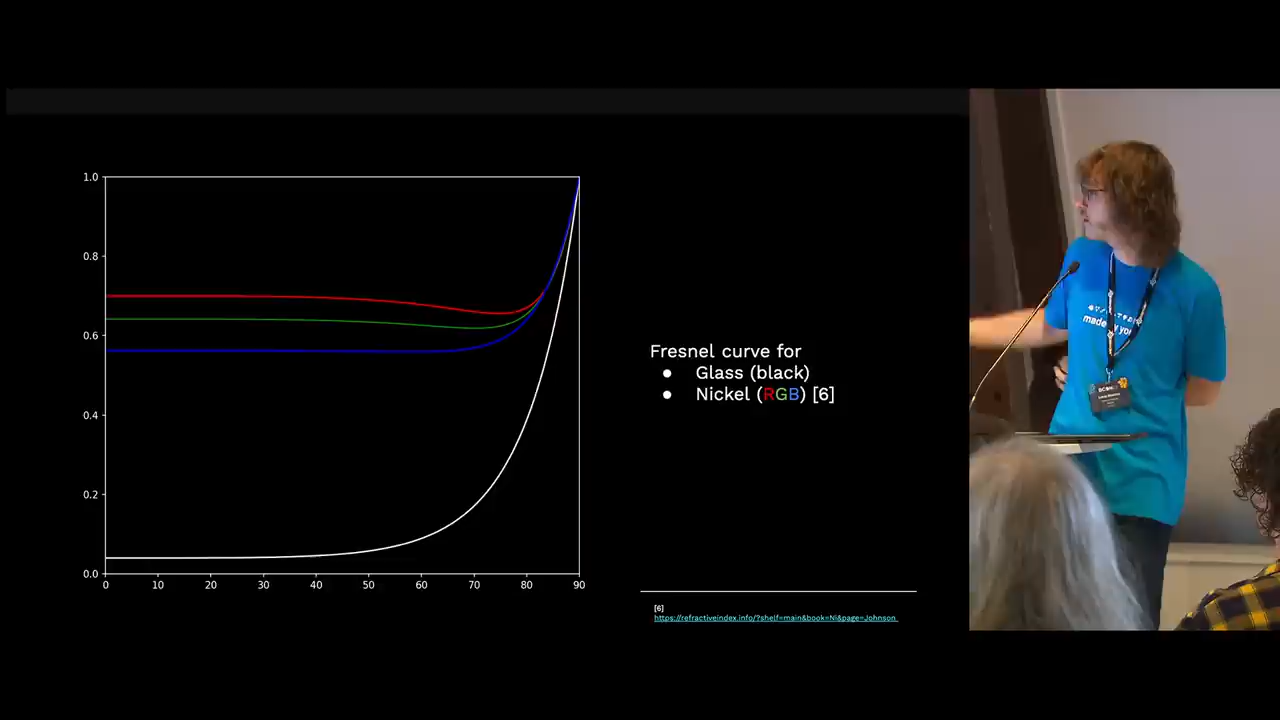 1.0
0.8
0.6
0.4
0.2
0.0
0 10 20 30 40 50 60 70 80 90
Fresnel curve for
● Glass (black)
● Nickel (RGB) [6]
[6]
https://refractiveindex.info/?shelf=main&book=Ni&page=Johnson
made by you